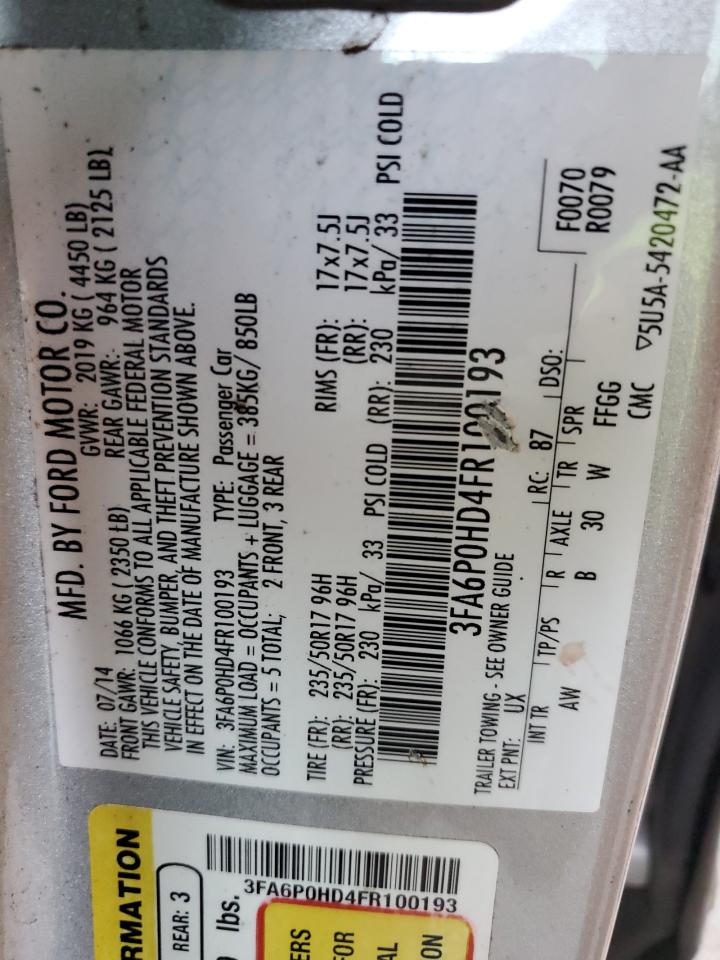 MFD. BY FORD MOTOR CO.
DATE: 07/14 GVWR: 2019 KG ( 4450 LB)
FRONT GAWR: 1066 KG ( 2350 LB) REAR GAWR: 964 KG ( 2125 LB)
THIS VEHICLE CONFORMS TO ALL APPLICABLE FEDERAL MOTOR
VEHICLE SAFETY, BUMPER, AND THEFT PREVENTION STANDARDS
IN EFFECT ON THE DATE OF MANUFACTURE SHOWN ABOVE.
VIN: 3FA6P0HD4FR100193 TYPE: Passenger Car
MAXIMUM LOAD = OCCUPANTS + LUGGAGE = 385KG/ 850LB
OCCUPANTS = 5 TOTAL; 2 FRONT, 3 REAR
TIRE (FR): 235/50R17 96H RIMS (FR): 17x7.5J
(RR): 235/50R17 96H (RR): 17x7.5J
PRESSURE (FR): 230 kPa/ 33 PSI COLD (RR): 230 kPa/ 33 PSI COLD
3FA6P0HD4FR100193
TRAILER TOWING - SEE OWNER GUIDE
EXT PNT: UX RC: 87 DSO: F0070
R0079
INT TR TP/PS R AXLE TR SPR
AW B 30 W FFGG
CMC ▽5U5A-5420472-AA
RMATION
REAR: 3
lbs.
3FA6P0HD4FR100193
ERS
FOR
AL
ON